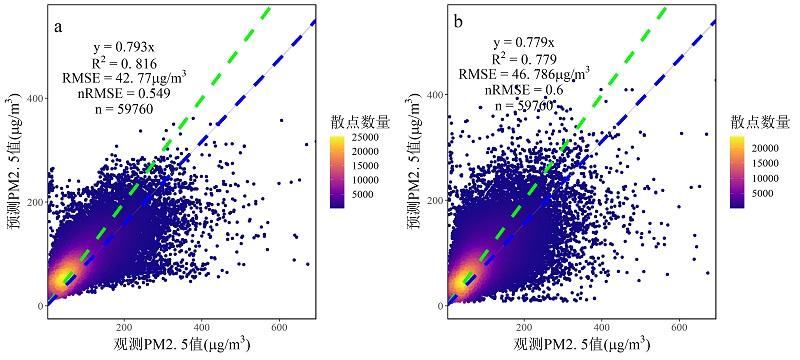 a
y = 0.793x
R² = 0. 816
RMSE = 42. 77μg/m³
nRMSE = 0.549
n = 59760
预测PM2. 5值(μg/m³)
400
200
0
200
400
600
观测PM2. 5值(μg/m³)
散点数量
25000
20000
15000
10000
5000
b
y = 0.779x
R² = 0. 779
RMSE = 46. 786μg/m³
nRMSE = 0.6
n = 59760
预测PM2. 5值(μg/m³)
400
200
0
200
400
600
观测PM2. 5值(μg/m³)
散点数量
20000
15000
10000
5000